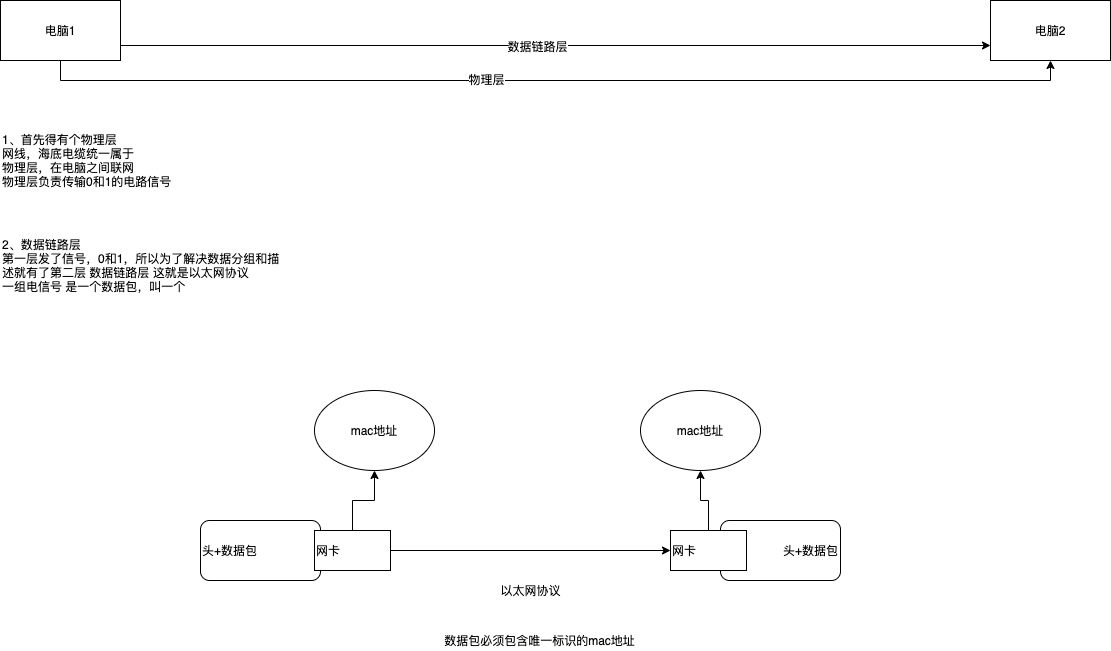 电脑1
电脑2
数据链路层
物理层
1、首先得有个物理层
网线，海底电缆统一属于
物理层，在电脑之间联网
物理层负责传输0和1的电路信号
2、数据链路层
第一层发了信号，0和1，所以为了解决数据分组和描
述就有了第二层 数据链路层 这就是以太网协议
一组电信号 是一个数据包，叫一个
mac地址
mac地址
头+数据包
网卡
网卡
头+数据包
以太网协议
数据包必须包含唯一标识的mac地址